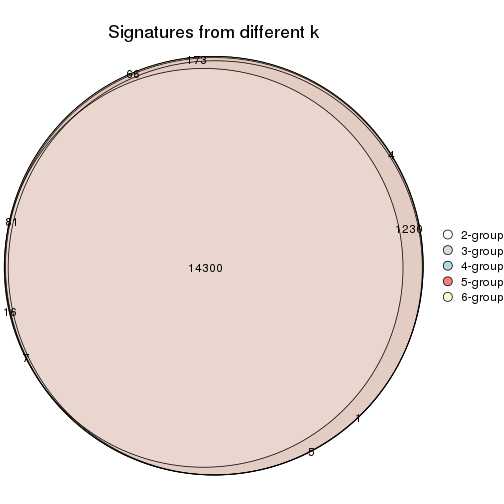 Signatures from different k
173
66
4
81
1230
14300
16
7
1
5
2-group
3-group
4-group
5-group
6-group